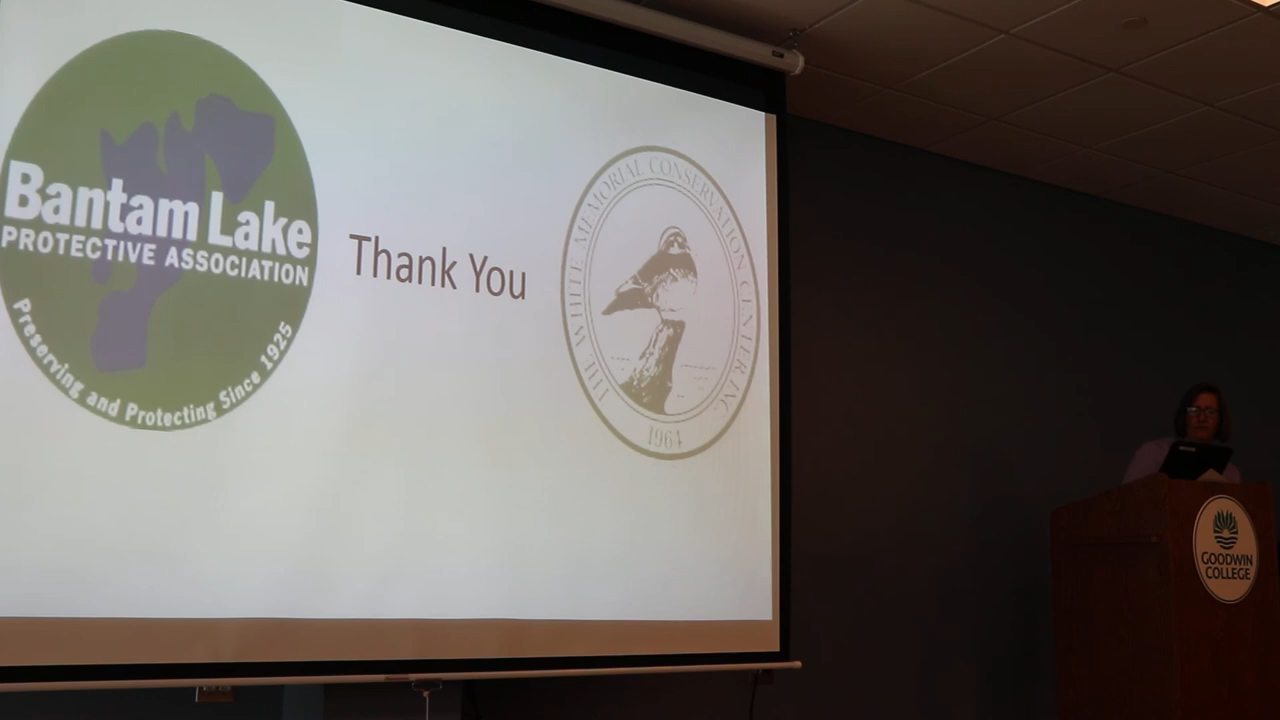 Bantam Lake
PROTECTIVE ASSOCIATION
Preserving and Protecting Since 1925
Thank You
THE WHITE MEMORIAL CONSERVATION CENTER INC.
1964
GOODWIN
COLLEGE